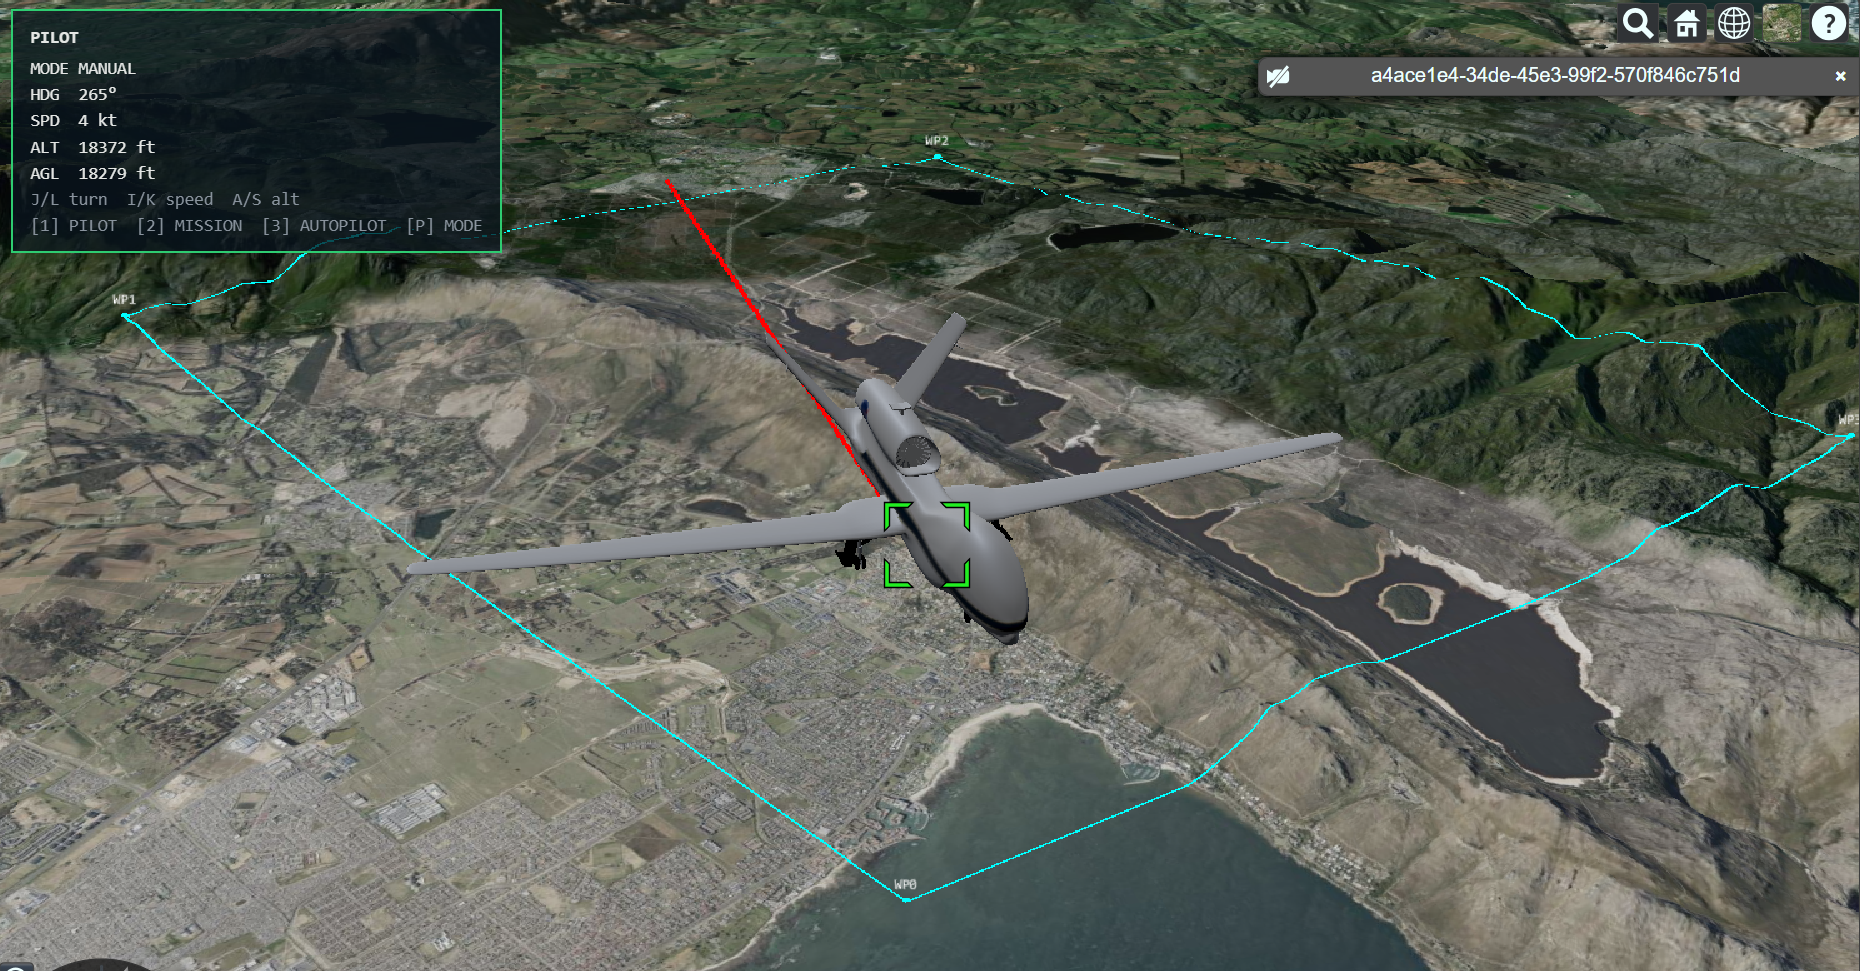 PILOT
MODE MANUAL
HDG 265°
SPD 4 kt
ALT 18372 ft
AGL 18279 ft
J/L turn I/K speed A/S alt
[1] PILOT [2] MISSION [3] AUTOPILOT [P] MODE
?
a4ace1e4-34de-45e3-99f2-570f846c751d
WP2
WP1
WP3
WP0